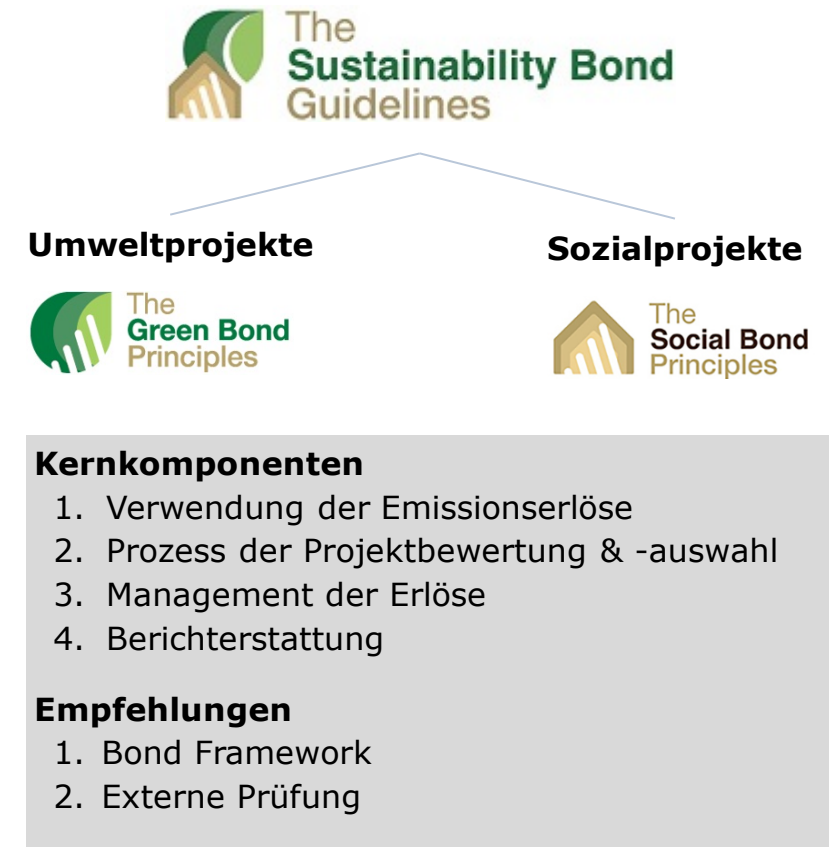 The
Sustainability Bond
Guidelines
Umweltprojekte
Sozialprojekte
The
Green Bond
Principles
The
Social Bond
Principles
Kernkomponenten
1. Verwendung der Emissionserlöse
2. Prozess der Projektbewertung & -auswahl
3. Management der Erlöse
4. Berichterstattung
Empfehlungen
1. Bond Framework
2. Externe Prüfung